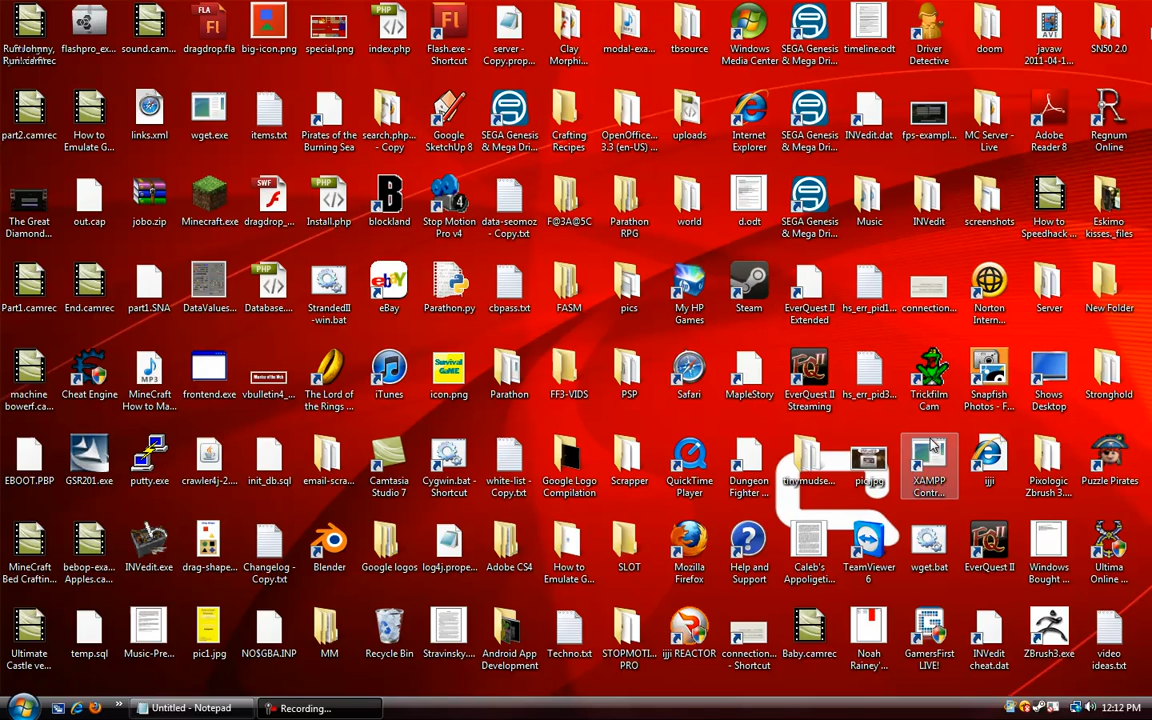 Run Johnny,
Run!.camrec
flashpro_ex...
sound.cam...
dragdrop.fla
big-icon.png
special.png
index.php
Flash.exe -
Shortcut
server -
Copy.prop...
Clay
Morphi...
modal-exa...
tbsource
Windows
Media Center
SEGA Genesis
& Mega Dri...
timeline.odt
Driver
Detective
doom
javaw
2011-04-1...
SN50 2.0
part2.camrec
How to
Emulate G...
links.xml
wget.exe
items.txt
Pirates of the
Burning Sea
search.php...
- Copy
Google
SketchUp 8
SEGA Genesis
& Mega Dri...
Crafting
Recipes
OpenOffice...
3.3 (en-US) ...
uploads
Internet
Explorer
SEGA Genesis
& Mega Dri...
INVedit.dat
fps-exampl...
MC Server -
Live
Adobe
Reader 8
Regnum
Online
The Great
Diamond...
out.cap
jobo.zip
Minecraft.exe
dragdrop_...
Install.php
blockland
Stop Motion
Pro v4
data-seomoz
- Copy.txt
F@3A@5C
Parathon
RPG
world
d.odt
SEGA Genesis
& Mega Dri...
Music
INVedit
screenshots
How to
Speedhack ...
Eskimo
kisses._files
Part1.camrec
End.camrec
part1.SNA
DataValues...
Database....
StrandedII
-win.bat
eBay
Parathon.py
cbpass.txt
FASM
pics
My HP
Games
Steam
EverQuest II
Extended
hs_err_pid1...
connection...
Norton
Intern...
Server
New Folder
machine
bowerf.ca...
Cheat Engine
MineCraft
How to Ma...
frontend.exe
vbulletin4_...
The Lord of
the Rings ...
iTunes
icon.png
Parathon
FF3-VIDS
PSP
Safari
MapleStory
EverQuest II
Streaming
hs_err_pid3...
Trickfilm
Cam
Snapfish
Photos - F...
Shows
Desktop
Stronghold
EBOOT.PBP
GSR201.exe
putty.exe
crawler4j-2....
init_db.sql
email-scra...
Camtasia
Studio 7
Cygwin.bat -
Shortcut
white-list -
Copy.txt
Google Logo
Compilation
Scrapper
QuickTime
Player
Dungeon
Fighter ...
tinymudse...
pic.jpg
XAMPP
Contr...
ijji
Pixologic
Zbrush 3....
Puzzle Pirates
MineCraft
Bed Craftin...
bebop-exa...
Apples.ca...
INVedit.exe
drag-shape...
Changelog -
Copy.txt
Blender
Google logos
log4j.prope...
Adobe CS4
How to
Emulate G...
SLOT
Mozilla
Firefox
Help and
Support
Caleb's
Appoligeti...
TeamViewer
6
wget.bat
EverQuest II
Windows
Bought ...
Ultima
Online ...
Ultimate
Castle ve...
temp.sql
Music-Pre...
pic1.jpg
NOSGBA.INP
MM
Recycle Bin
Stravinsky....
Android App
Development
Techno.txt
STOPMOTI...
PRO
ijji REACTOR
connection...
- Shortcut
Baby.camrec
Noah
Rainey'...
GamersFirst
LIVE!
INVedit
cheat.dat
ZBrush3.exe
video
ideas.txt
Untitled - Notepad
Recording...
12:12 PM